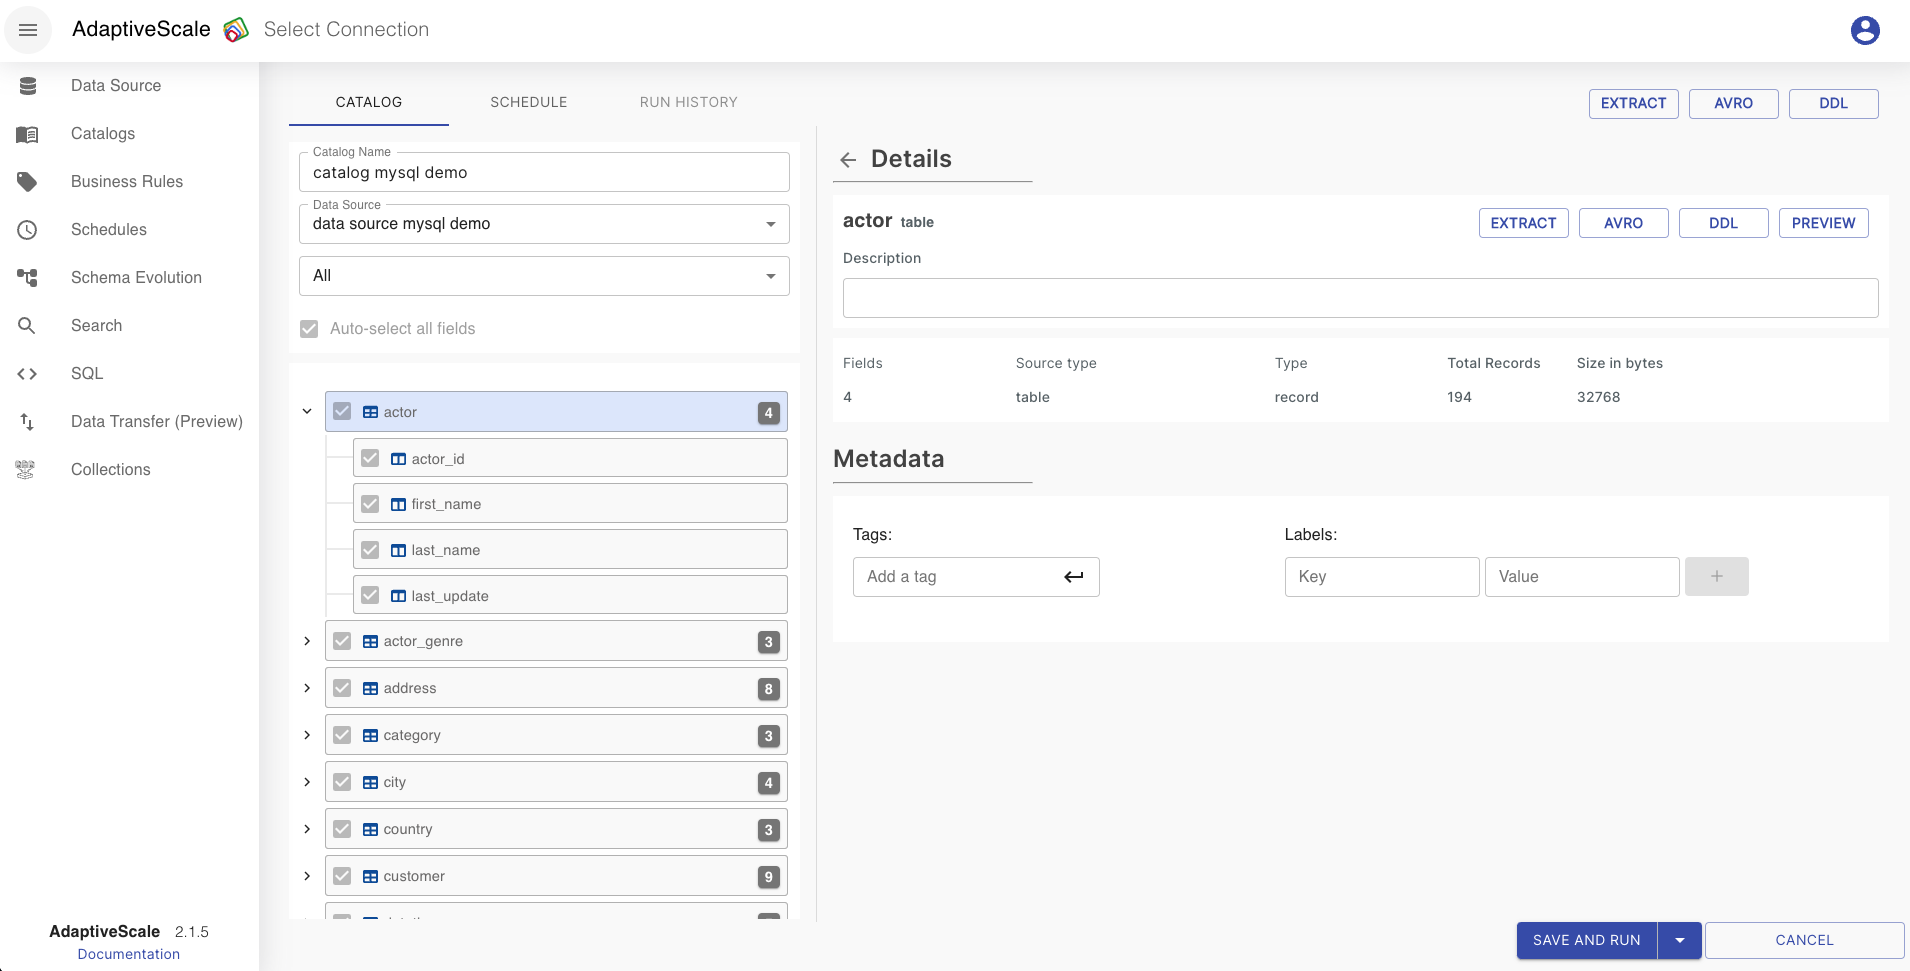 AdaptiveScale Select Connection
Data Source
Catalogs
Business Rules
Schedules
Schema Evolution
Search
SQL
Data Transfer (Preview)
Collections
AdaptiveScale 2.1.5
Documentation
CATALOG SCHEDULE RUN HISTORY
EXTRACT AVRO DDL
Catalog Name
catalog mysql demo
Data Source
data source mysql demo
All
Auto-select all fields
actor 4
actor_id
first_name
last_name
last_update
actor_genre 3
address 8
category 3
city 4
country 3
customer 9
Details
actor table
EXTRACT AVRO DDL PREVIEW
Description
Fields Source type Type Total Records Size in bytes
4 table record 194 32768
Metadata
Tags: Labels:
Add a tag Key Value +
SAVE AND RUN CANCEL